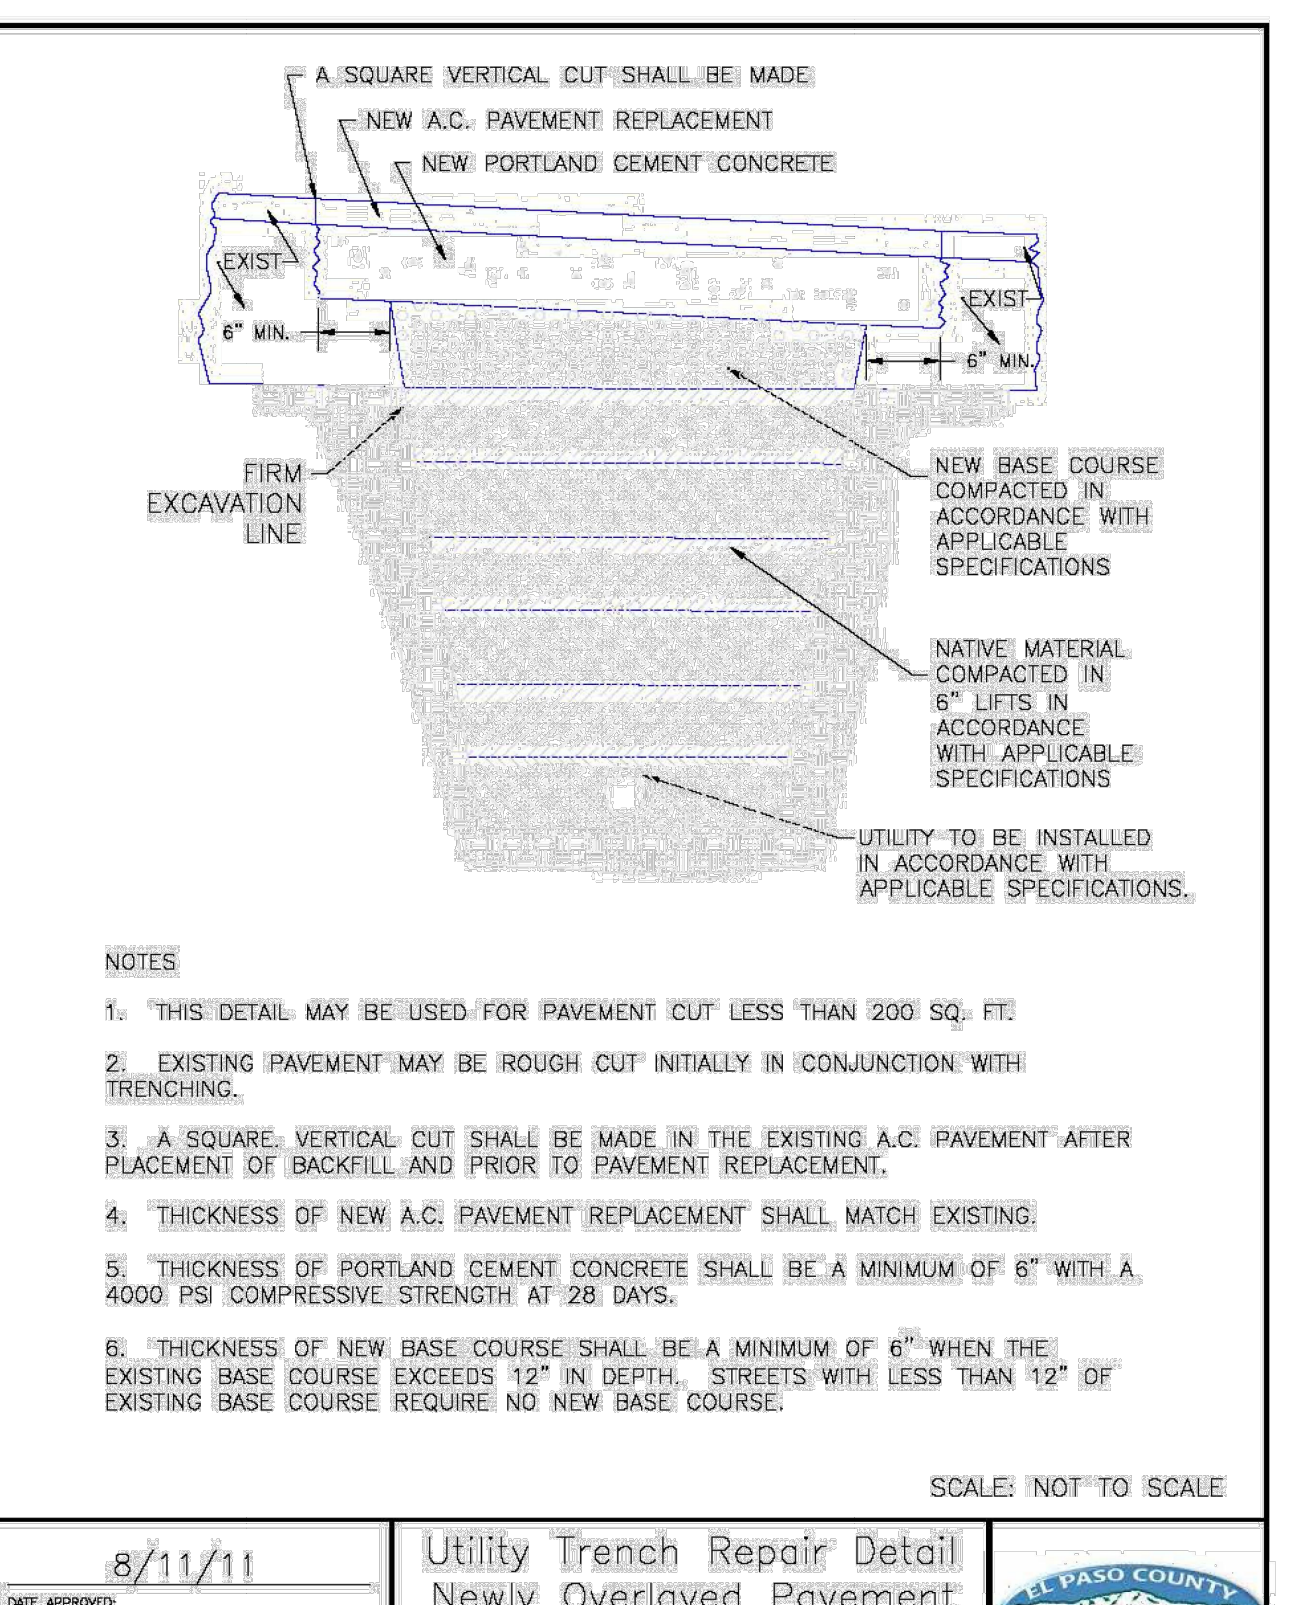 A SQUARE VERTICAL CUT SHALL BE MADE
NEW A.C. PAVEMENT REPLACEMENT
NEW PORTLAND CEMENT CONCRETE
EXIST
6" MIN.
EXIST
6" MIN.
FIRM
EXCAVATION
LINE
NEW BASE COURSE
COMPACTED IN
ACCORDANCE WITH
APPLICABLE
SPECIFICATIONS
NATIVE MATERIAL
COMPACTED IN
6" LIFTS IN
ACCORDANCE
WITH APPLICABLE
SPECIFICATIONS
UTILITY TO BE INSTALLED
IN ACCORDANCE WITH
APPLICABLE SPECIFICATIONS.
NOTES
1. THIS DETAIL MAY BE USED FOR PAVEMENT CUT LESS THAN 200 SQ. FT.
2. EXISTING PAVEMENT MAY BE ROUGH CUT INITIALLY IN CONJUNCTION WITH
TRENCHING.
3. A SQUARE. VERTICAL CUT SHALL BE MADE IN THE EXISTING A.C. PAVEMENT AFTER
PLACEMENT OF BACKFILL AND PRIOR TO PAVEMENT REPLACEMENT.
4. THICKNESS OF NEW A.C. PAVEMENT REPLACEMENT SHALL MATCH EXISTING.
5. THICKNESS OF PORTLAND CEMENT CONCRETE SHALL BE A MINIMUM OF 6" WITH A
4000 PSI COMPRESSIVE STRENGTH AT 28 DAYS.
6. THICKNESS OF NEW BASE COURSE SHALL BE A MINIMUM OF 6" WHEN THE
EXISTING BASE COURSE EXCEEDS 12" IN DEPTH. STREETS WITH LESS THAN 12" OF
EXISTING BASE COURSE REQUIRE NO NEW BASE COURSE.
SCALE: NOT TO SCALE
8/11/11
DATE APPROVED:
Utility Trench Repair Detail
Newly Overlayed Pavement
EL PASO COUNTY